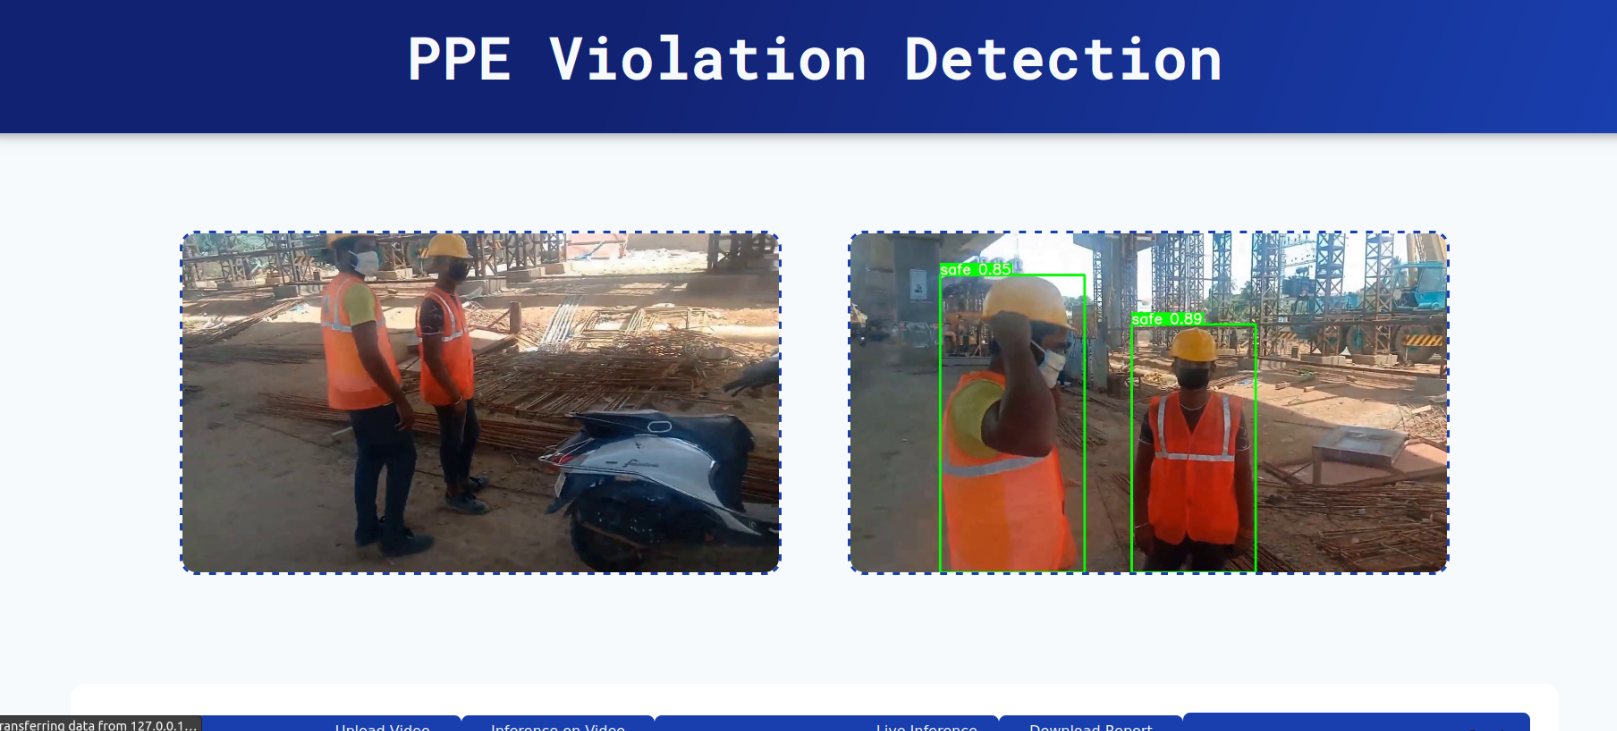 PPE Violation Detection
safe 0.85
safe 0.89
Upload Video
Inference on Video
Live Inference
Download Report
ransferring data from 127.0.0.1...